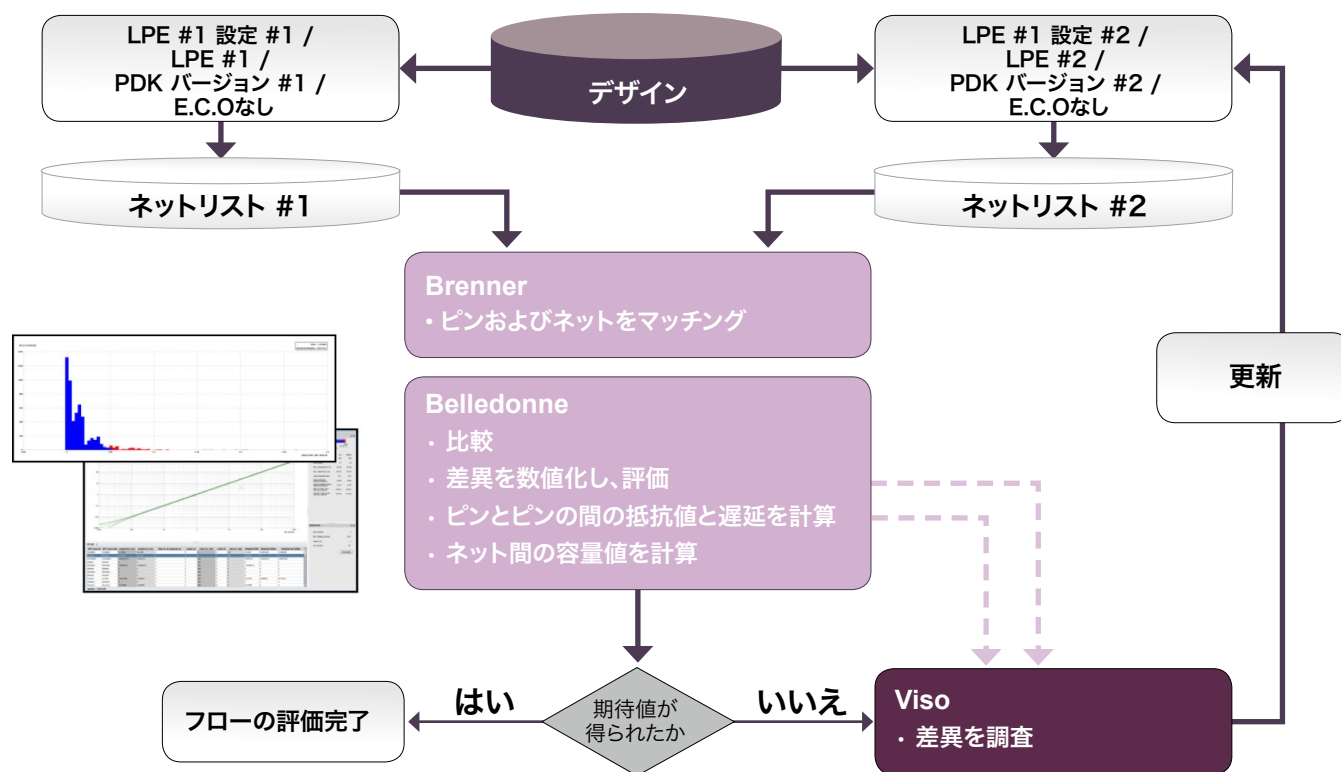 LPE #1 設定 #1 /
LPE #1 /
PDK バージョン #1 /
E.C.Oなし
デザイン
LPE #1 設定 #2 /
LPE #2 /
PDK バージョン #2 /
E.C.Oなし
ネットリスト #1
ネットリスト #2
Brenner
• ピンおよびネットをマッチング
Belledonne
・ 比較
・ 差異を数値化し、評価
・ ピンとピンの間の抵抗値と遅延を計算
・ ネット間の容量値を計算
更新
フローの評価完了
はい
期待値が
得られたか
いいえ
Viso
・ 差異を調査